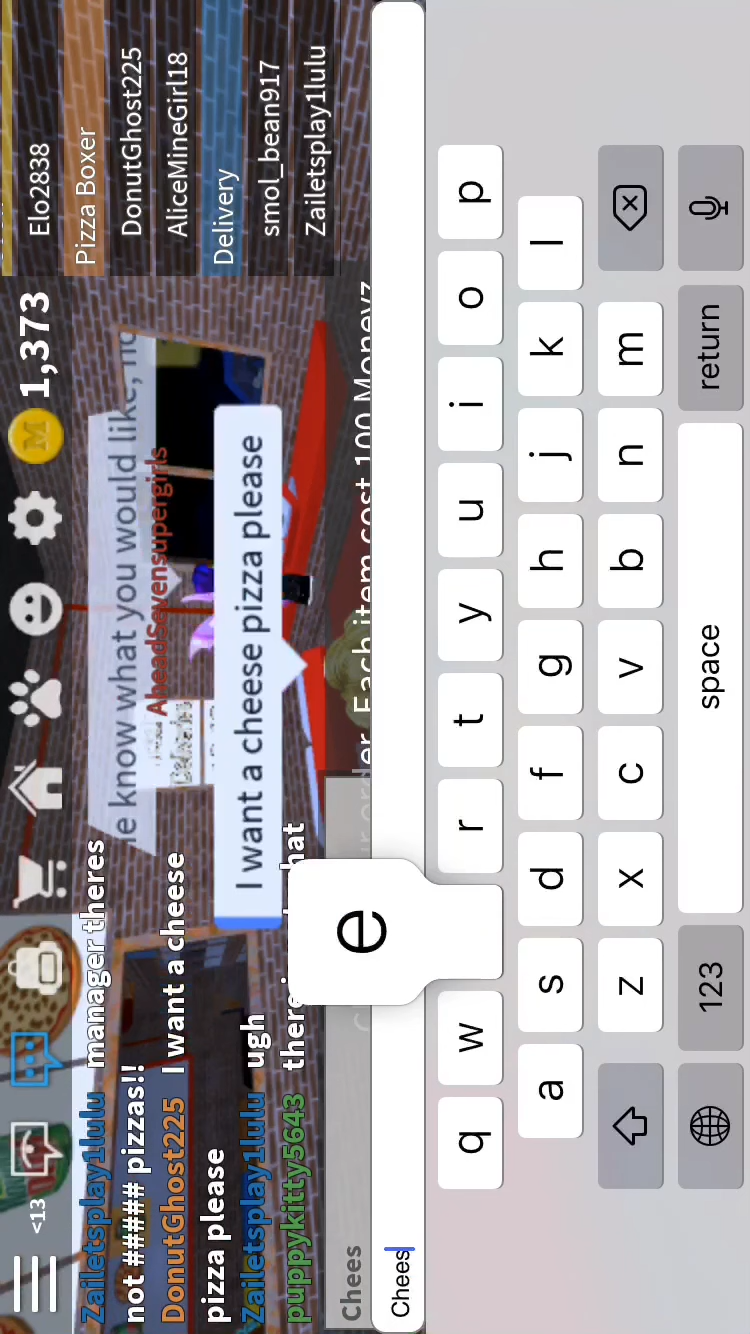 <13
1,373
Elo2838
Pizza Boxer
DonutGhost225
AliceMineGirl18
Delivery
smol_bean917
Zailetsplay1lulu
Zailetsplay1lulu manager theres
not ##### pizzas!!
DonutGhost225 I want a cheese
pizza please
Zailetsplay1lulu ugh
puppykitty5643
know what you would like,
AheadSevensupergirls
I want a cheese pizza please
order. Each item cost 100 Moneyz
Chees
Chees
q w e r t y u i o p
a s d f g h j k l
z x c v b n m
123 space return